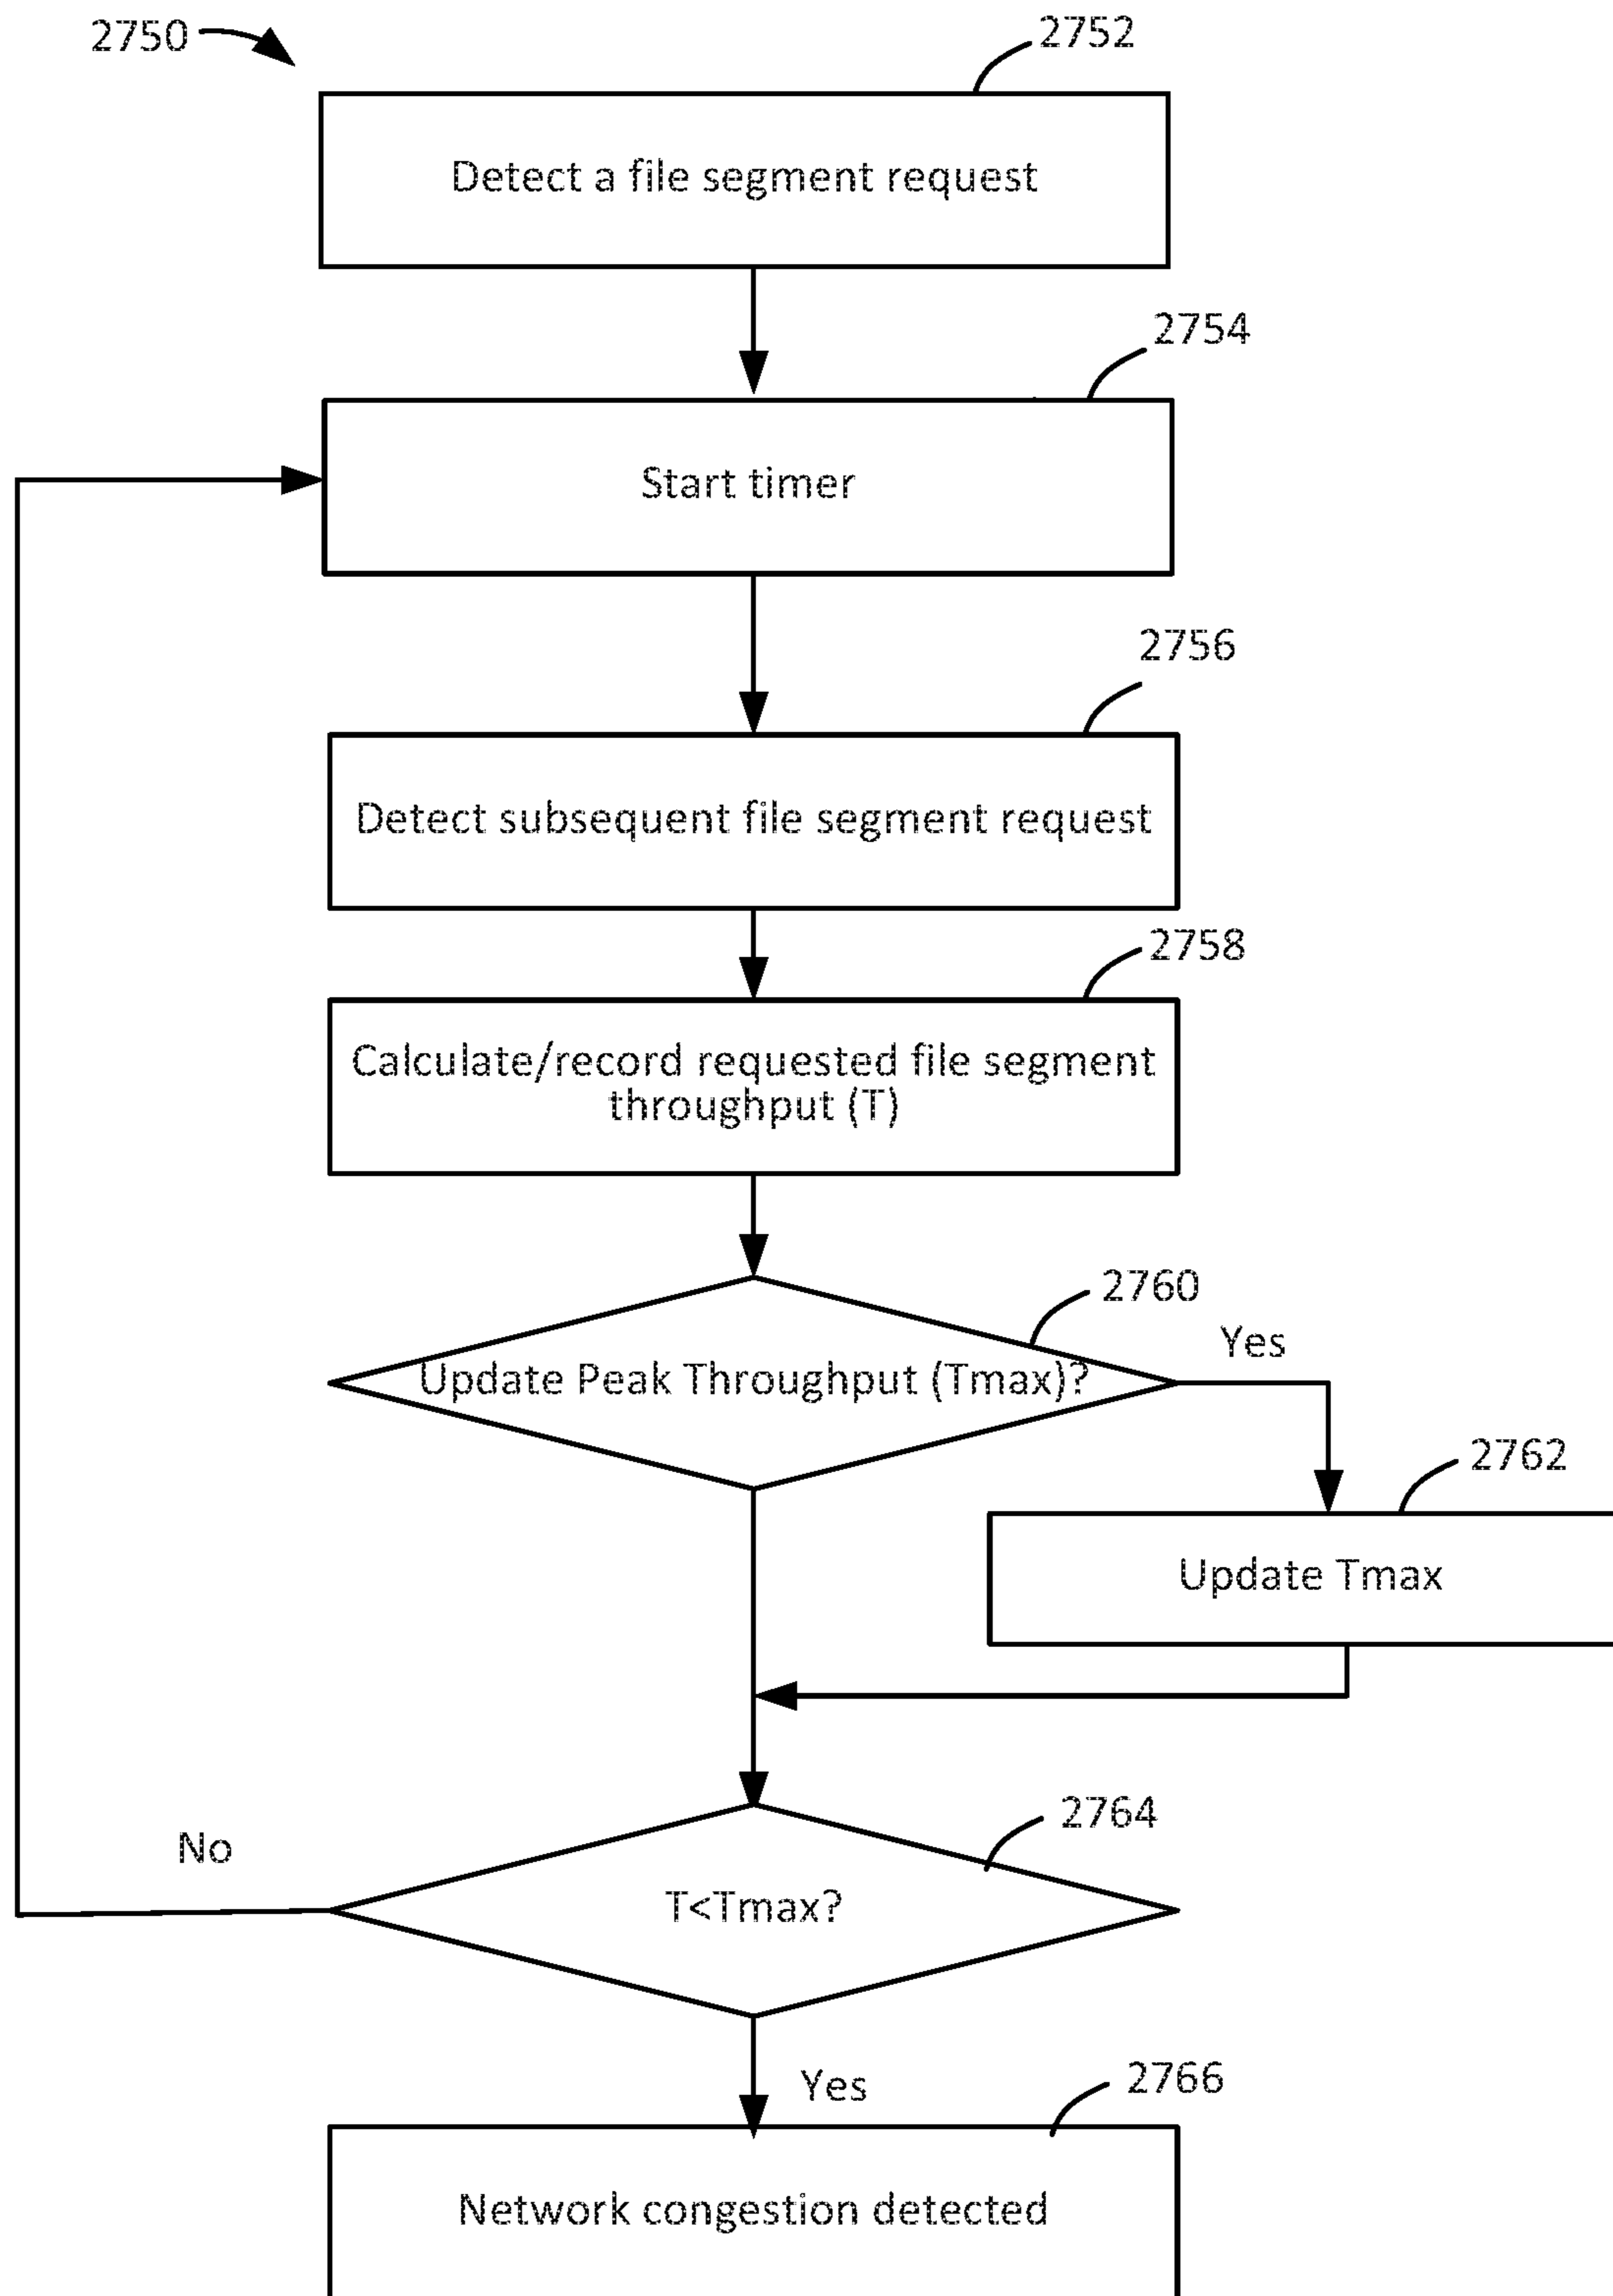 2750
2752
Detect a file segment request
2754
Start timer
2756
Detect subsequent file segment request
2758
Calculate/record requested file segment
throughput (T)
2760
Yes
Update Peak Throughput (Tmax)?
2762
Update Tmax
2764
No
T<Tmax?
Yes
2766
Network congestion detected